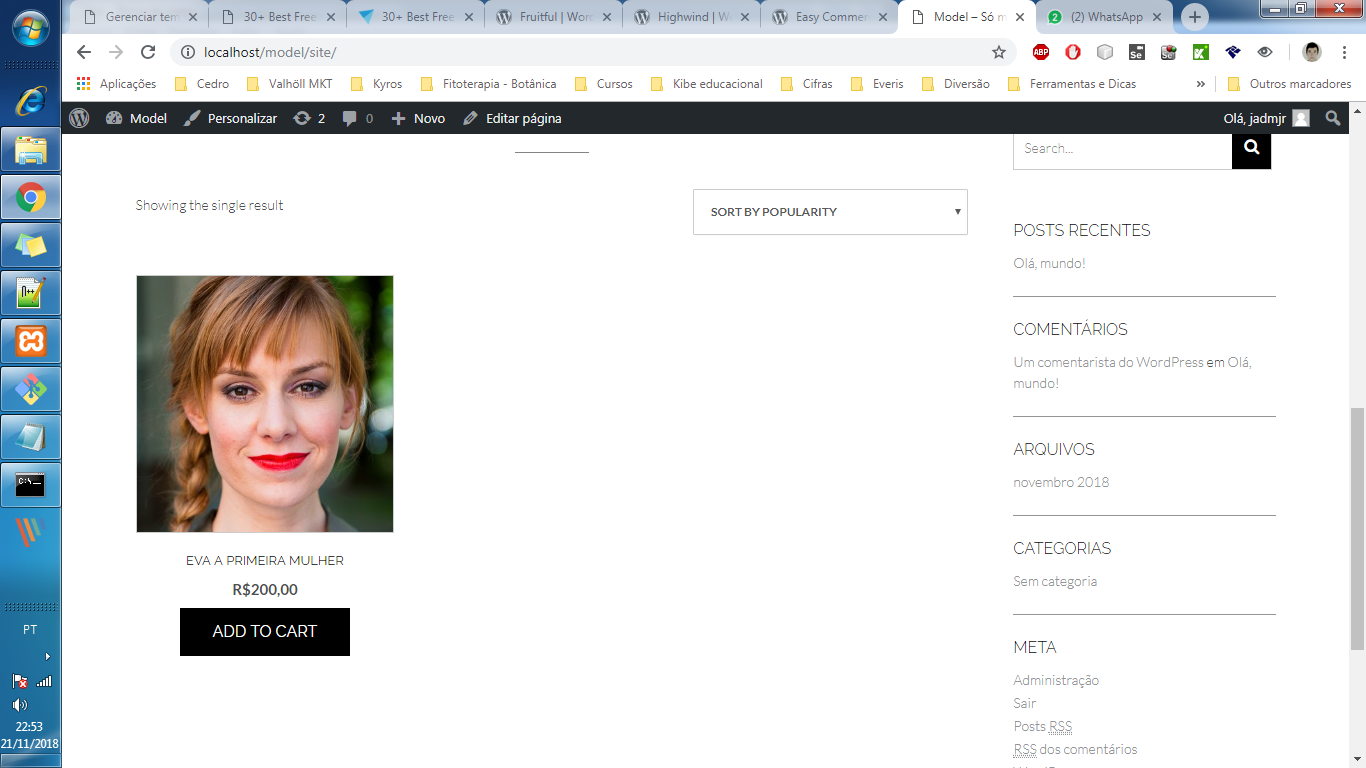 Gerenciar tem
30+ Best Free
30+ Best Free
Fruitful | Wor
Highwind | W
Easy Commer
Model – Só m
(2) WhatsApp
localhost/model/site/
Aplicações
Cedro
Valhöll MKT
Kyros
Fitoterapia - Botânica
Cursos
Kibe educacional
Cifras
Everis
Diversão
Ferramentas e Dicas
»
Outros marcadores
Model
Personalizar
2
0
Novo
Editar página
Olá, jadmjr
Search...
Showing the single result
SORT BY POPULARITY
POSTS RECENTES
Olá, mundo!
COMENTÁRIOS
Um comentarista do WordPress em Olá,
mundo!
ARQUIVOS
novembro 2018
CATEGORIAS
Sem categoria
META
Administração
Sair
Posts RSS
RSS dos comentários
EVA A PRIMEIRA MULHER
R$200,00
ADD TO CART
PT
22:53
21/11/2018